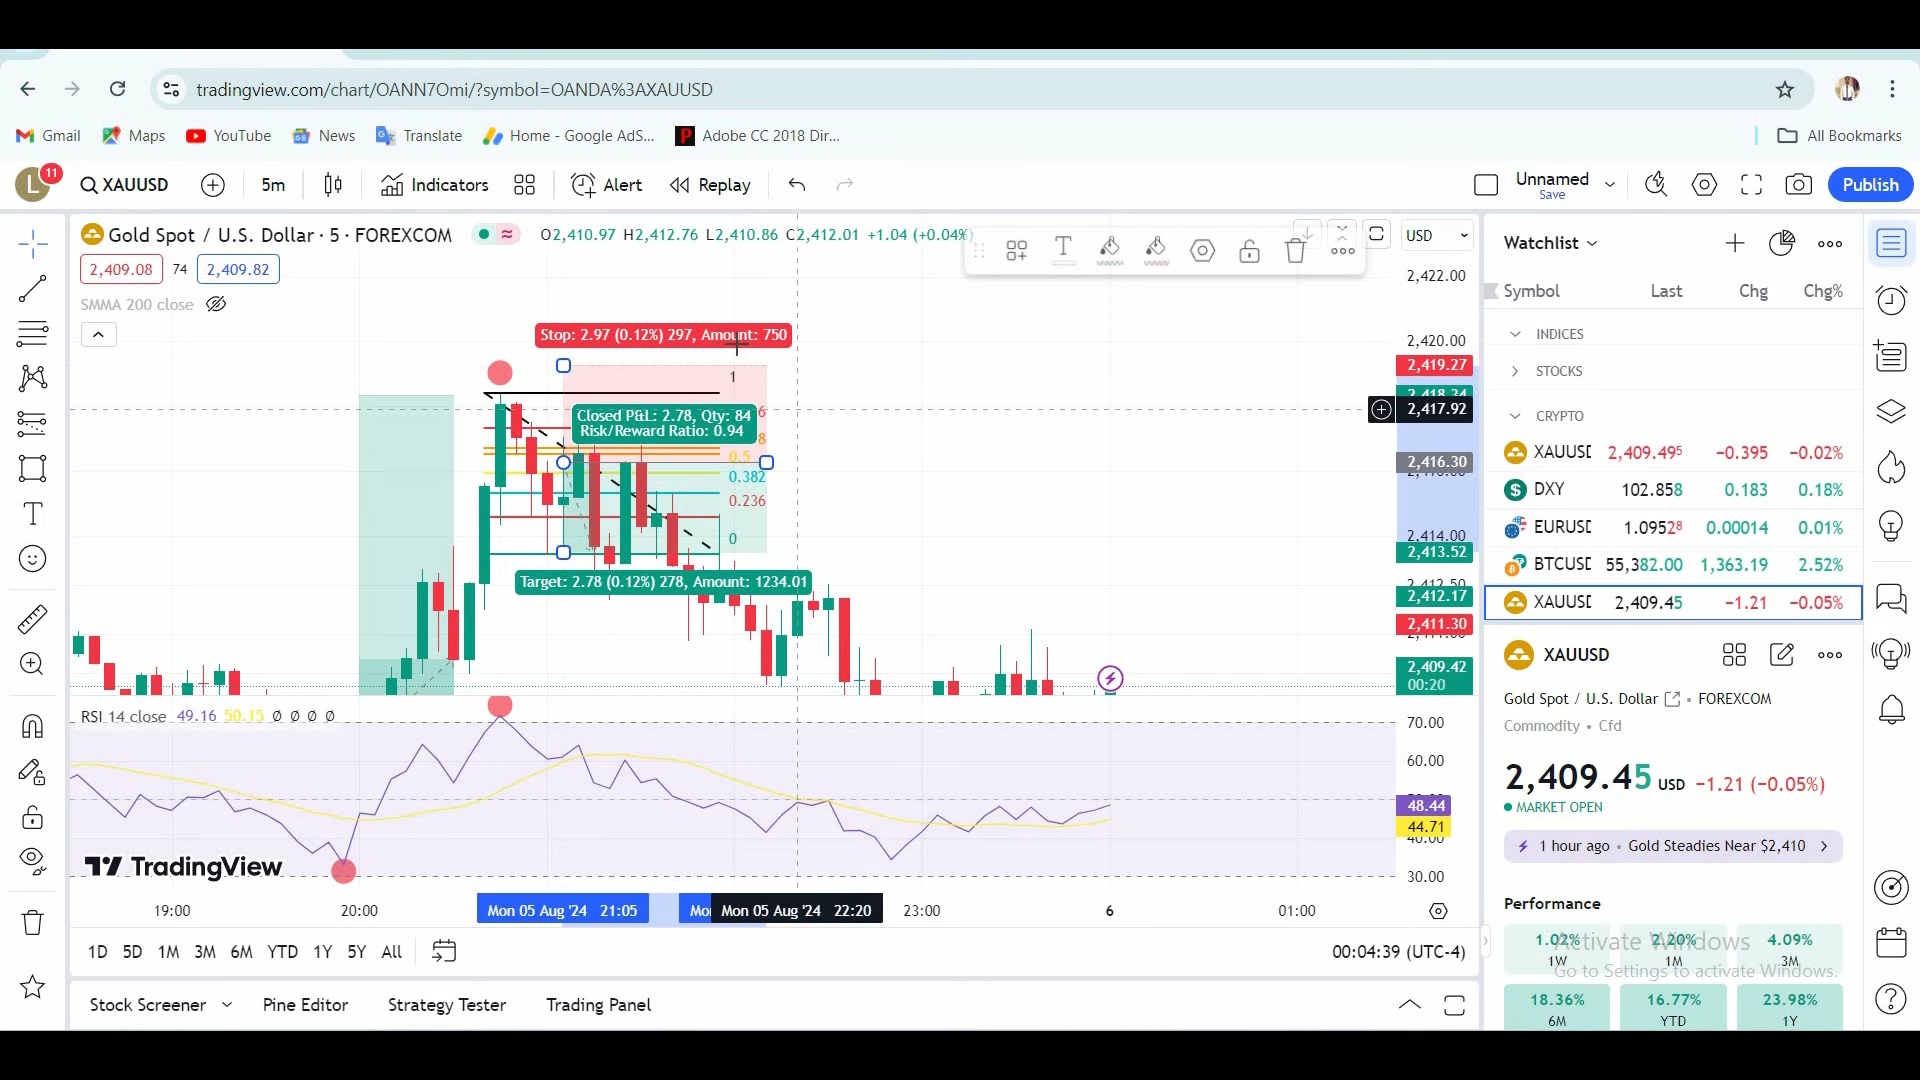 tradingview.com/chart/OANN7Omi/?symbol=OANDA%3AXAUUSD
Gmail Maps YouTube News Translate Home - Google AdS... Adobe CC 2018 Dir... All Bookmarks
L 11 XAUUSD 5m Indicators Alert Replay Unnamed Save Publish
Gold Spot / U.S. Dollar · 5 · FOREXCOM O2,410.97 H2,412.76 L2,410.86 C2,412.01 +1.04 (+0.04%)
2,409.08 74 2,409.82
SMMA 200 close
USD
2,422.00
2,420.00
2,419.27
2,417.92
2,416.30
2,414.00
2,413.52
2,412.50
2,412.17
2,411.30
2,409.42
00:20
Stop: 2.97 (0.12%) 297, Amount: 750
1
Closed P&L: 2.78, Qty: 84
Risk/Reward Ratio: 0.94
0.5
0.382
0.236
0
Target: 2.78 (0.12%) 278, Amount: 1234.01
RSI 14 close 49.16 50.15 Ø Ø Ø Ø
70.00
60.00
48.44
44.71
40.00
30.00
TradingView
19:00 20:00 Mon 05 Aug '24 21:05 Mon 05 Aug '24 22:20 23:00 6 01:00
1D 5D 1M 3M 6M YTD 1Y 5Y All 00:04:39 (UTC-4)
Stock Screener Pine Editor Strategy Tester Trading Panel
Watchlist
Symbol Last Chg Chg%
INDICES
STOCKS
CRYPTO
XAUUSD 2,409.495 −0.395 −0.02%
DXY 102.858 0.183 0.18%
EURUSD 1.09528 0.00014 0.01%
BTCUSD 55,382.00 1,363.19 2.52%
XAUUSD 2,409.45 −1.21 −0.05%
XAUUSD
Gold Spot / U.S. Dollar • FOREXCOM
Commodity • Cfd
2,409.45 USD −1.21 (−0.05%)
MARKET OPEN
1 hour ago • Gold Steadies Near $2,410
Performance
1.02% 2.20% 4.09%
1W 1M 3M
Activate Windows
Go to Settings to activate Windows.
18.36% 16.77% 23.98%
6M YTD 1Y